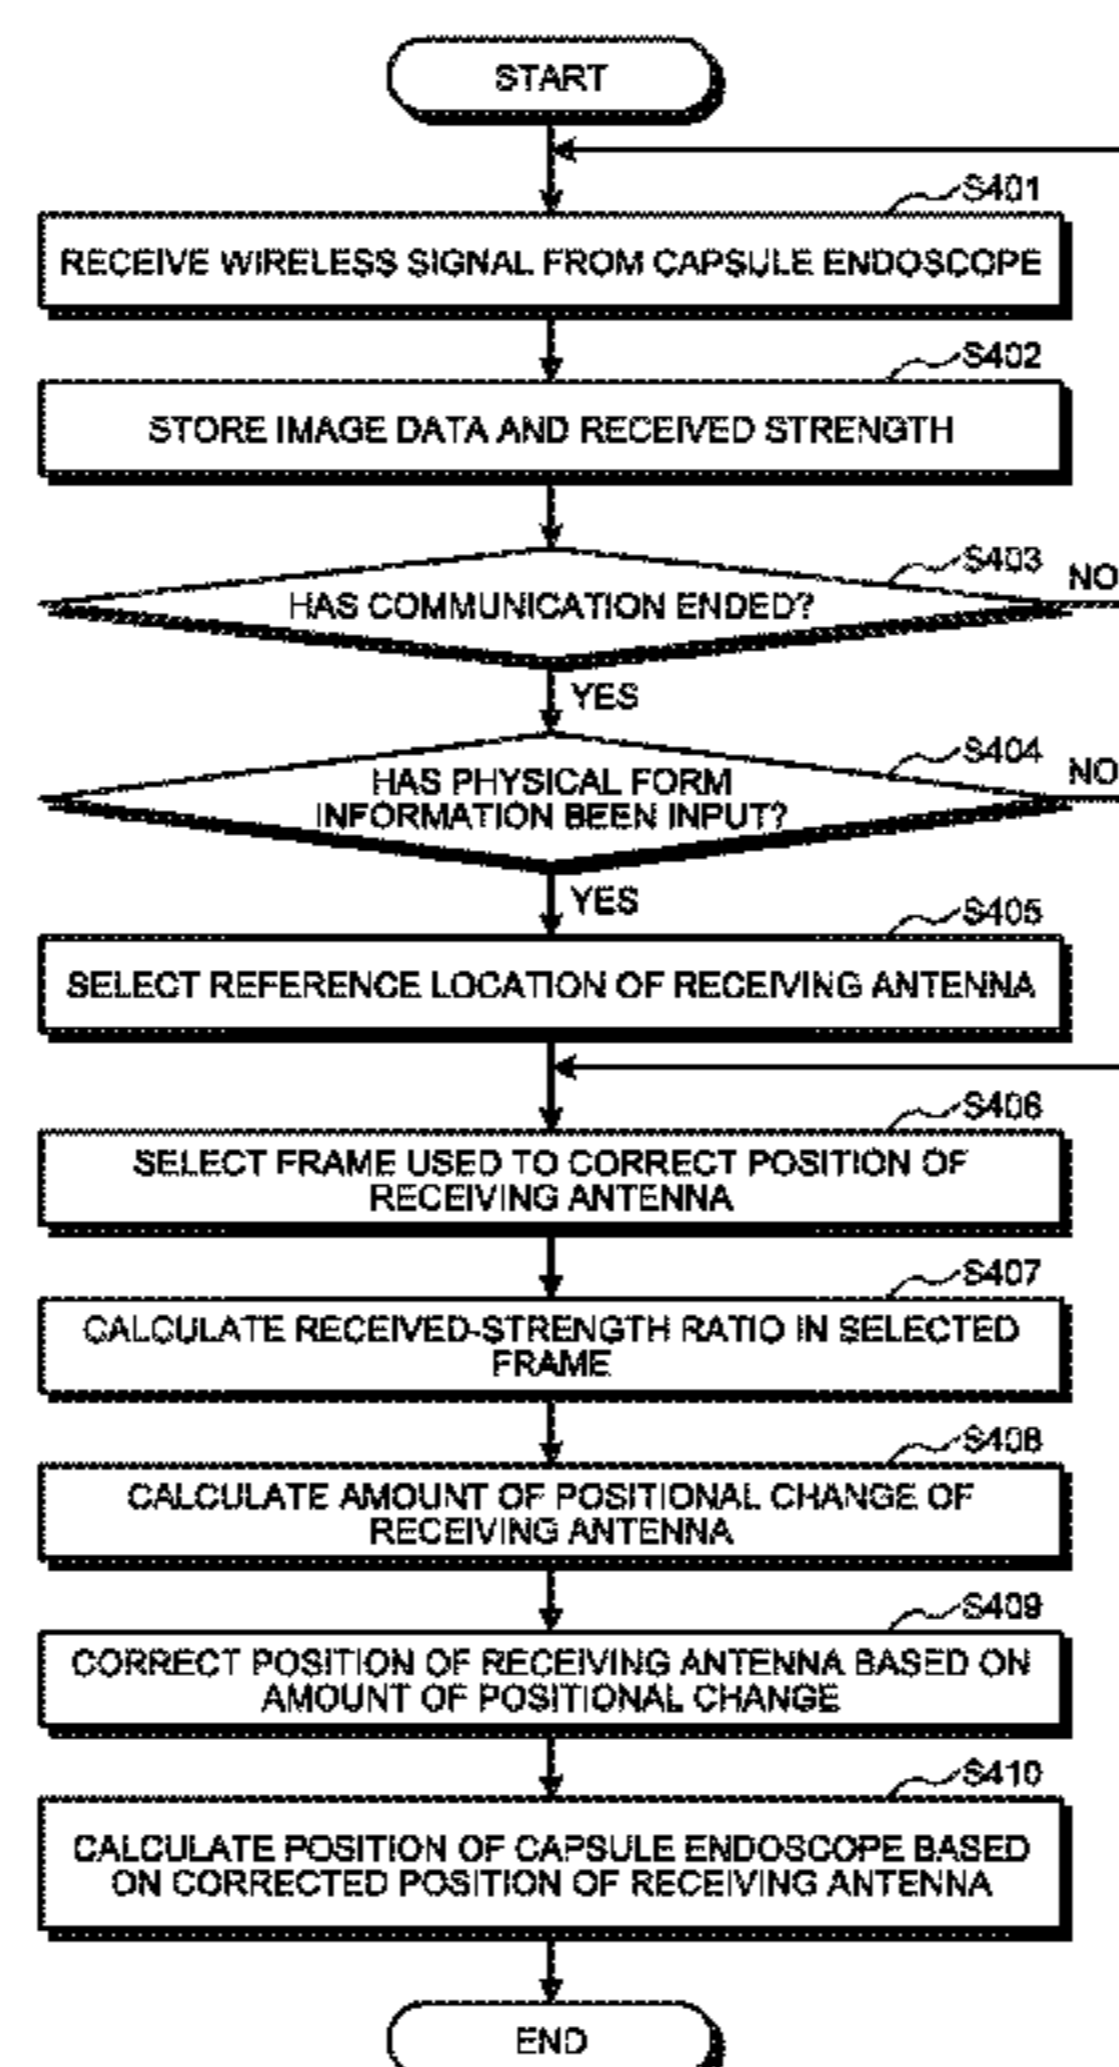 START
S401
RECEIVE WIRELESS SIGNAL FROM CAPSULE ENDOSCOPE
S402
STORE IMAGE DATA AND RECEIVED STRENGTH
S403
HAS COMMUNICATION ENDED?
NO
YES
S404
HAS PHYSICAL FORM
INFORMATION BEEN INPUT?
NO
YES
S405
SELECT REFERENCE LOCATION OF RECEIVING ANTENNA
S406
SELECT FRAME USED TO CORRECT POSITION OF
RECEIVING ANTENNA
S407
CALCULATE RECEIVED-STRENGTH RATIO IN SELECTED
FRAME
S408
CALCULATE AMOUNT OF POSITIONAL CHANGE OF
RECEIVING ANTENNA
S409
CORRECT POSITION OF RECEIVING ANTENNA BASED ON
AMOUNT OF POSITIONAL CHANGE
S410
CALCULATE POSITION OF CAPSULE ENDOSCOPE BASED
ON CORRECTED POSITION OF RECEIVING ANTENNA
END